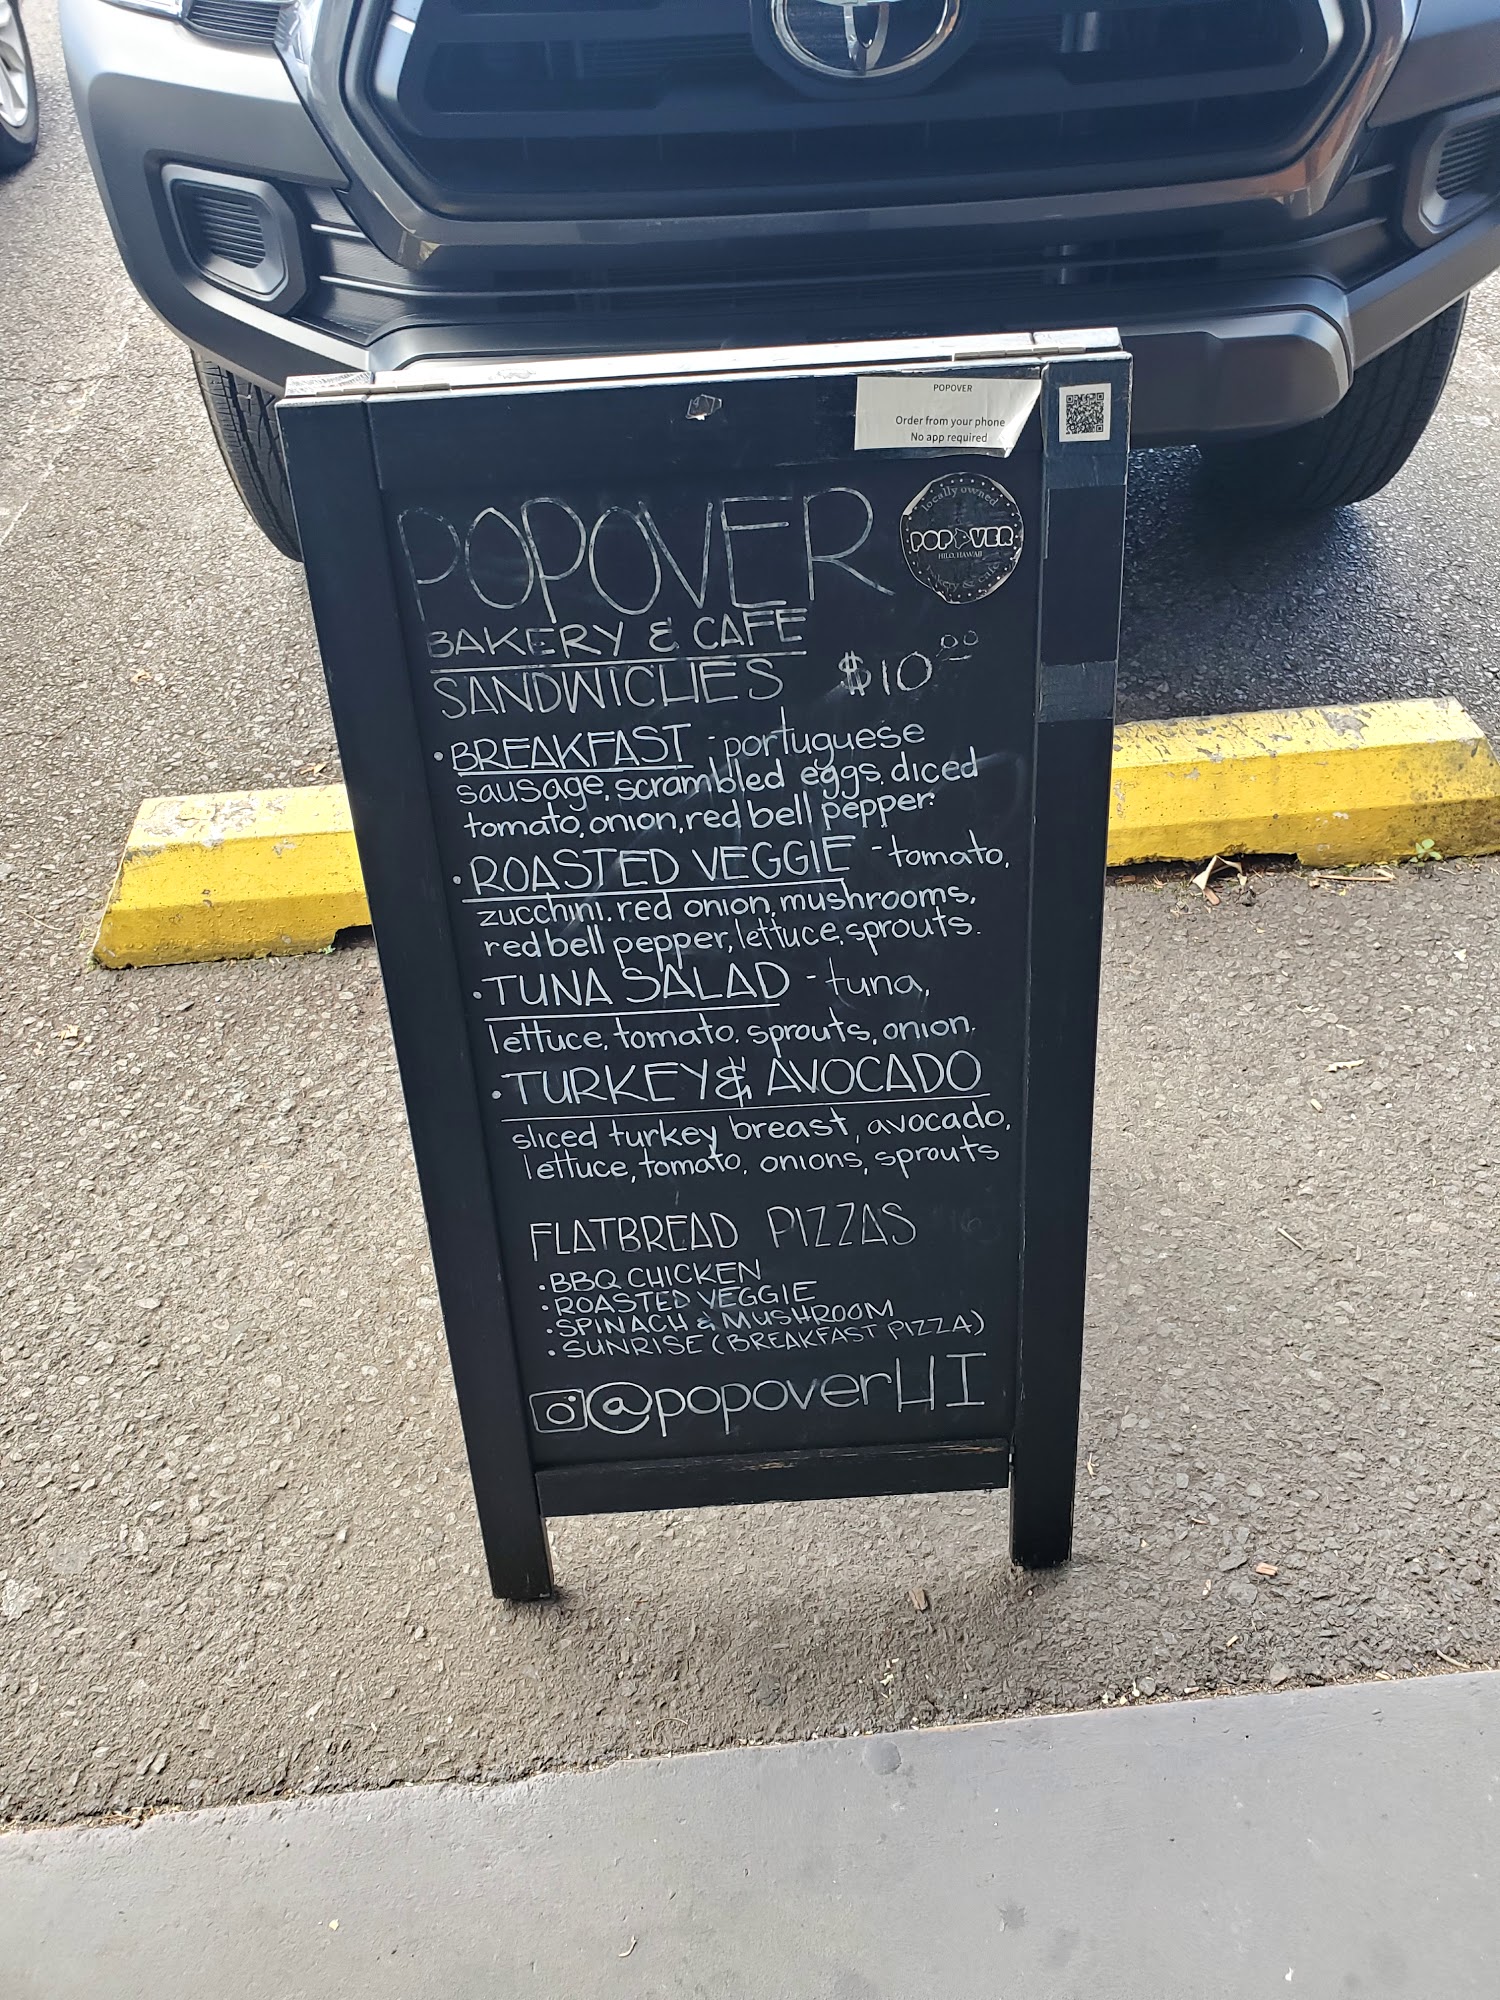 POPOVER
Order from your phone
No app required
POPOVER
locally owned
POPOVER
HILO, HAWAII
bakery & cafe
BAKERY & CAFE
SANDWICHES $10.00
• BREAKFAST - portuguese
sausage, scrambled eggs, diced
tomato, onion, red bell pepper.
• ROASTED VEGGIE - tomato,
zucchini, red onion, mushrooms,
red bell pepper, lettuce, sprouts.
• TUNA SALAD - tuna,
lettuce, tomato, sprouts, onion.
• TURKEY & AVOCADO
sliced turkey breast, avocado,
lettuce, tomato, onions, sprouts
FLATBREAD PIZZAS
• BBQ CHICKEN
• ROASTED VEGGIE
• SPINACH & MUSHROOM
• SUNRISE (BREAKFAST PIZZA)
@popoverHI